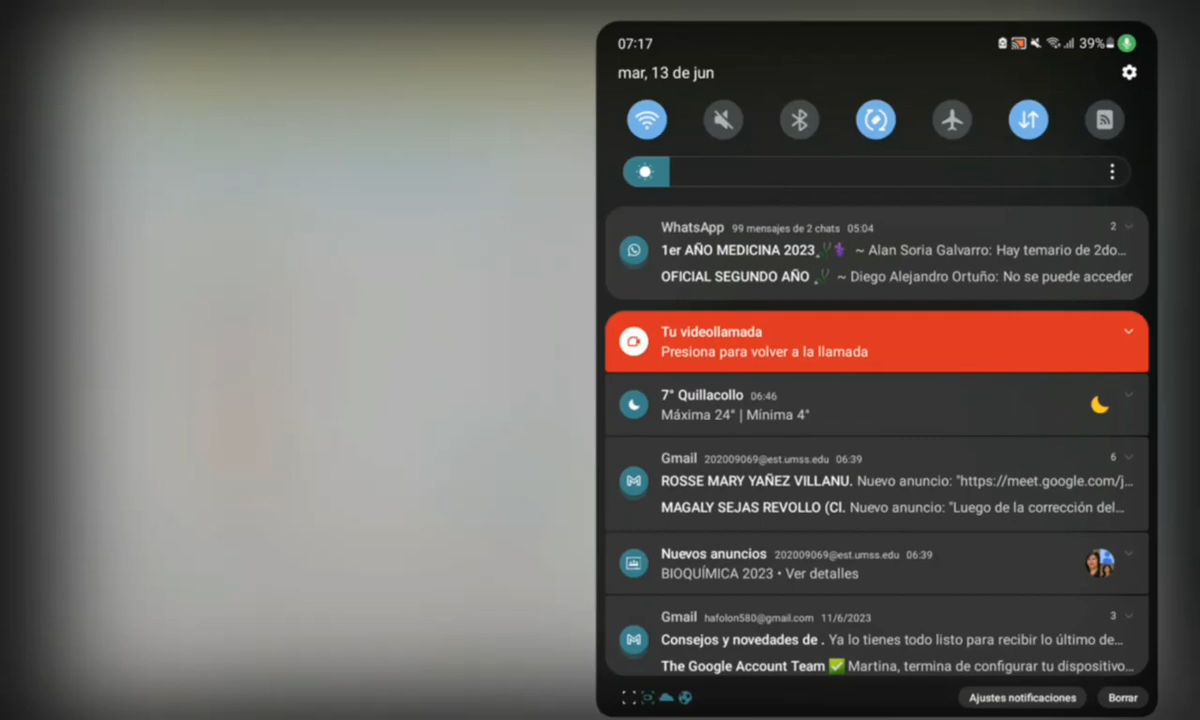 07:17
39%
mar, 13 de jun
WhatsApp 99 mensajes de 2 chats 05:04 2
1er AÑO MEDICINA 2023 ~ Alan Soria Galvarro: Hay temario de 2do...
OFICIAL SEGUNDO AÑO ~ Diego Alejandro Ortuño: No se puede acceder
Tu videollamada
Presiona para volver a la llamada
7° Quillacollo 06:46
Máxima 24° | Mínima 4°
Gmail 202009069@est.umss.edu 06:39 6
ROSSE MARY YAÑEZ VILLANU. Nuevo anuncio: "https://meet.google.com/j...
MAGALY SEJAS REVOLLO (Cl. Nuevo anuncio: "Luego de la corrección del...
Nuevos anuncios 202009069@est.umss.edu 06:39
BIOQUÍMICA 2023 • Ver detalles
Gmail hafolon580@gmail.com 11/6/2023 3
Consejos y novedades de . Ya lo tienes todo listo para recibir lo último de...
The Google Account Team ✅ Martina, termina de configurar tu dispositivo...
Ajustes notificaciones
Borrar